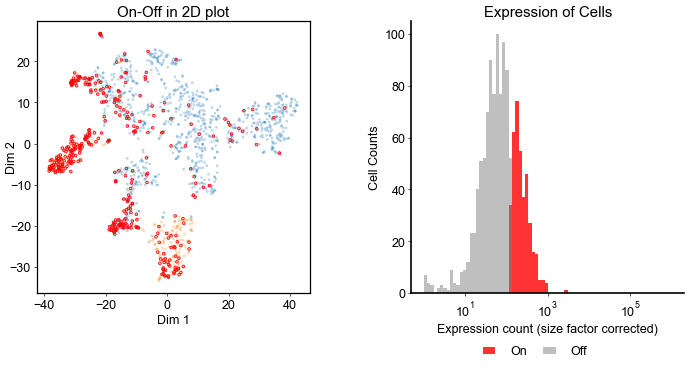 On-Off in 2D plot
20
10
0
−10
−20
−30
Dim 2
−40
−20
0
20
40
Dim 1
Expression of Cells
100
80
60
40
20
0
Cell Counts
10^1
10^3
10^5
Expression count (size factor corrected)
On
Off